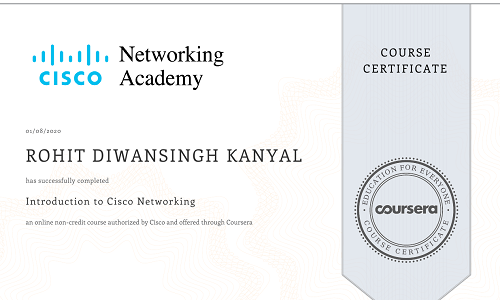 CISCO
Networking
Academy
COURSE
CERTIFICATE
01/08/2020
ROHIT DIWANSINGH KANYAL
has successfully completed
Introduction to Cisco Networking
an online non-credit course authorized by Cisco and offered through Coursera
EDUCATION FOR EVERYONE
coursera
COURSE CERTIFICATE